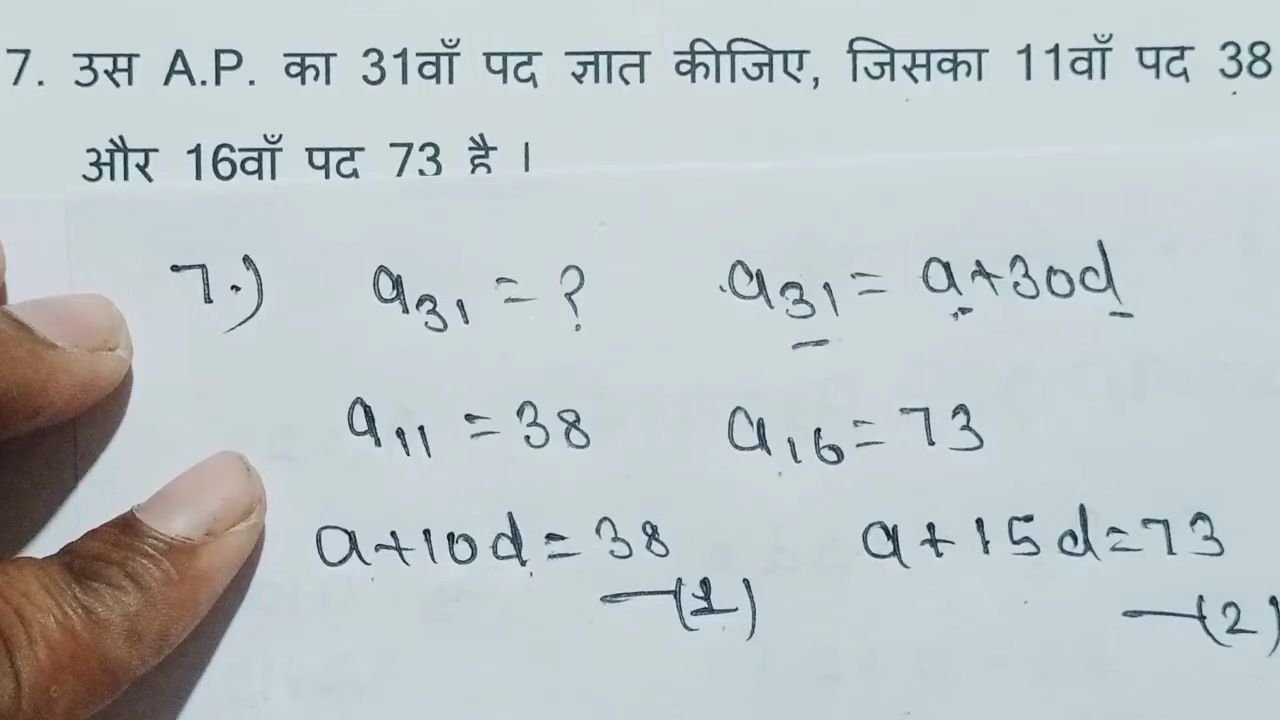 7. उस A.P. का 31वाँ पद ज्ञात कीजिए, जिसका 11वाँ पद 38
और 16वाँ पद 73 है ।
7.) a₃₁ = ? a₃₁ = a+30d
a₁₁ = 38 a₁₆ = 73
a+10d = 38 a+15d=73
—(1) —(2)